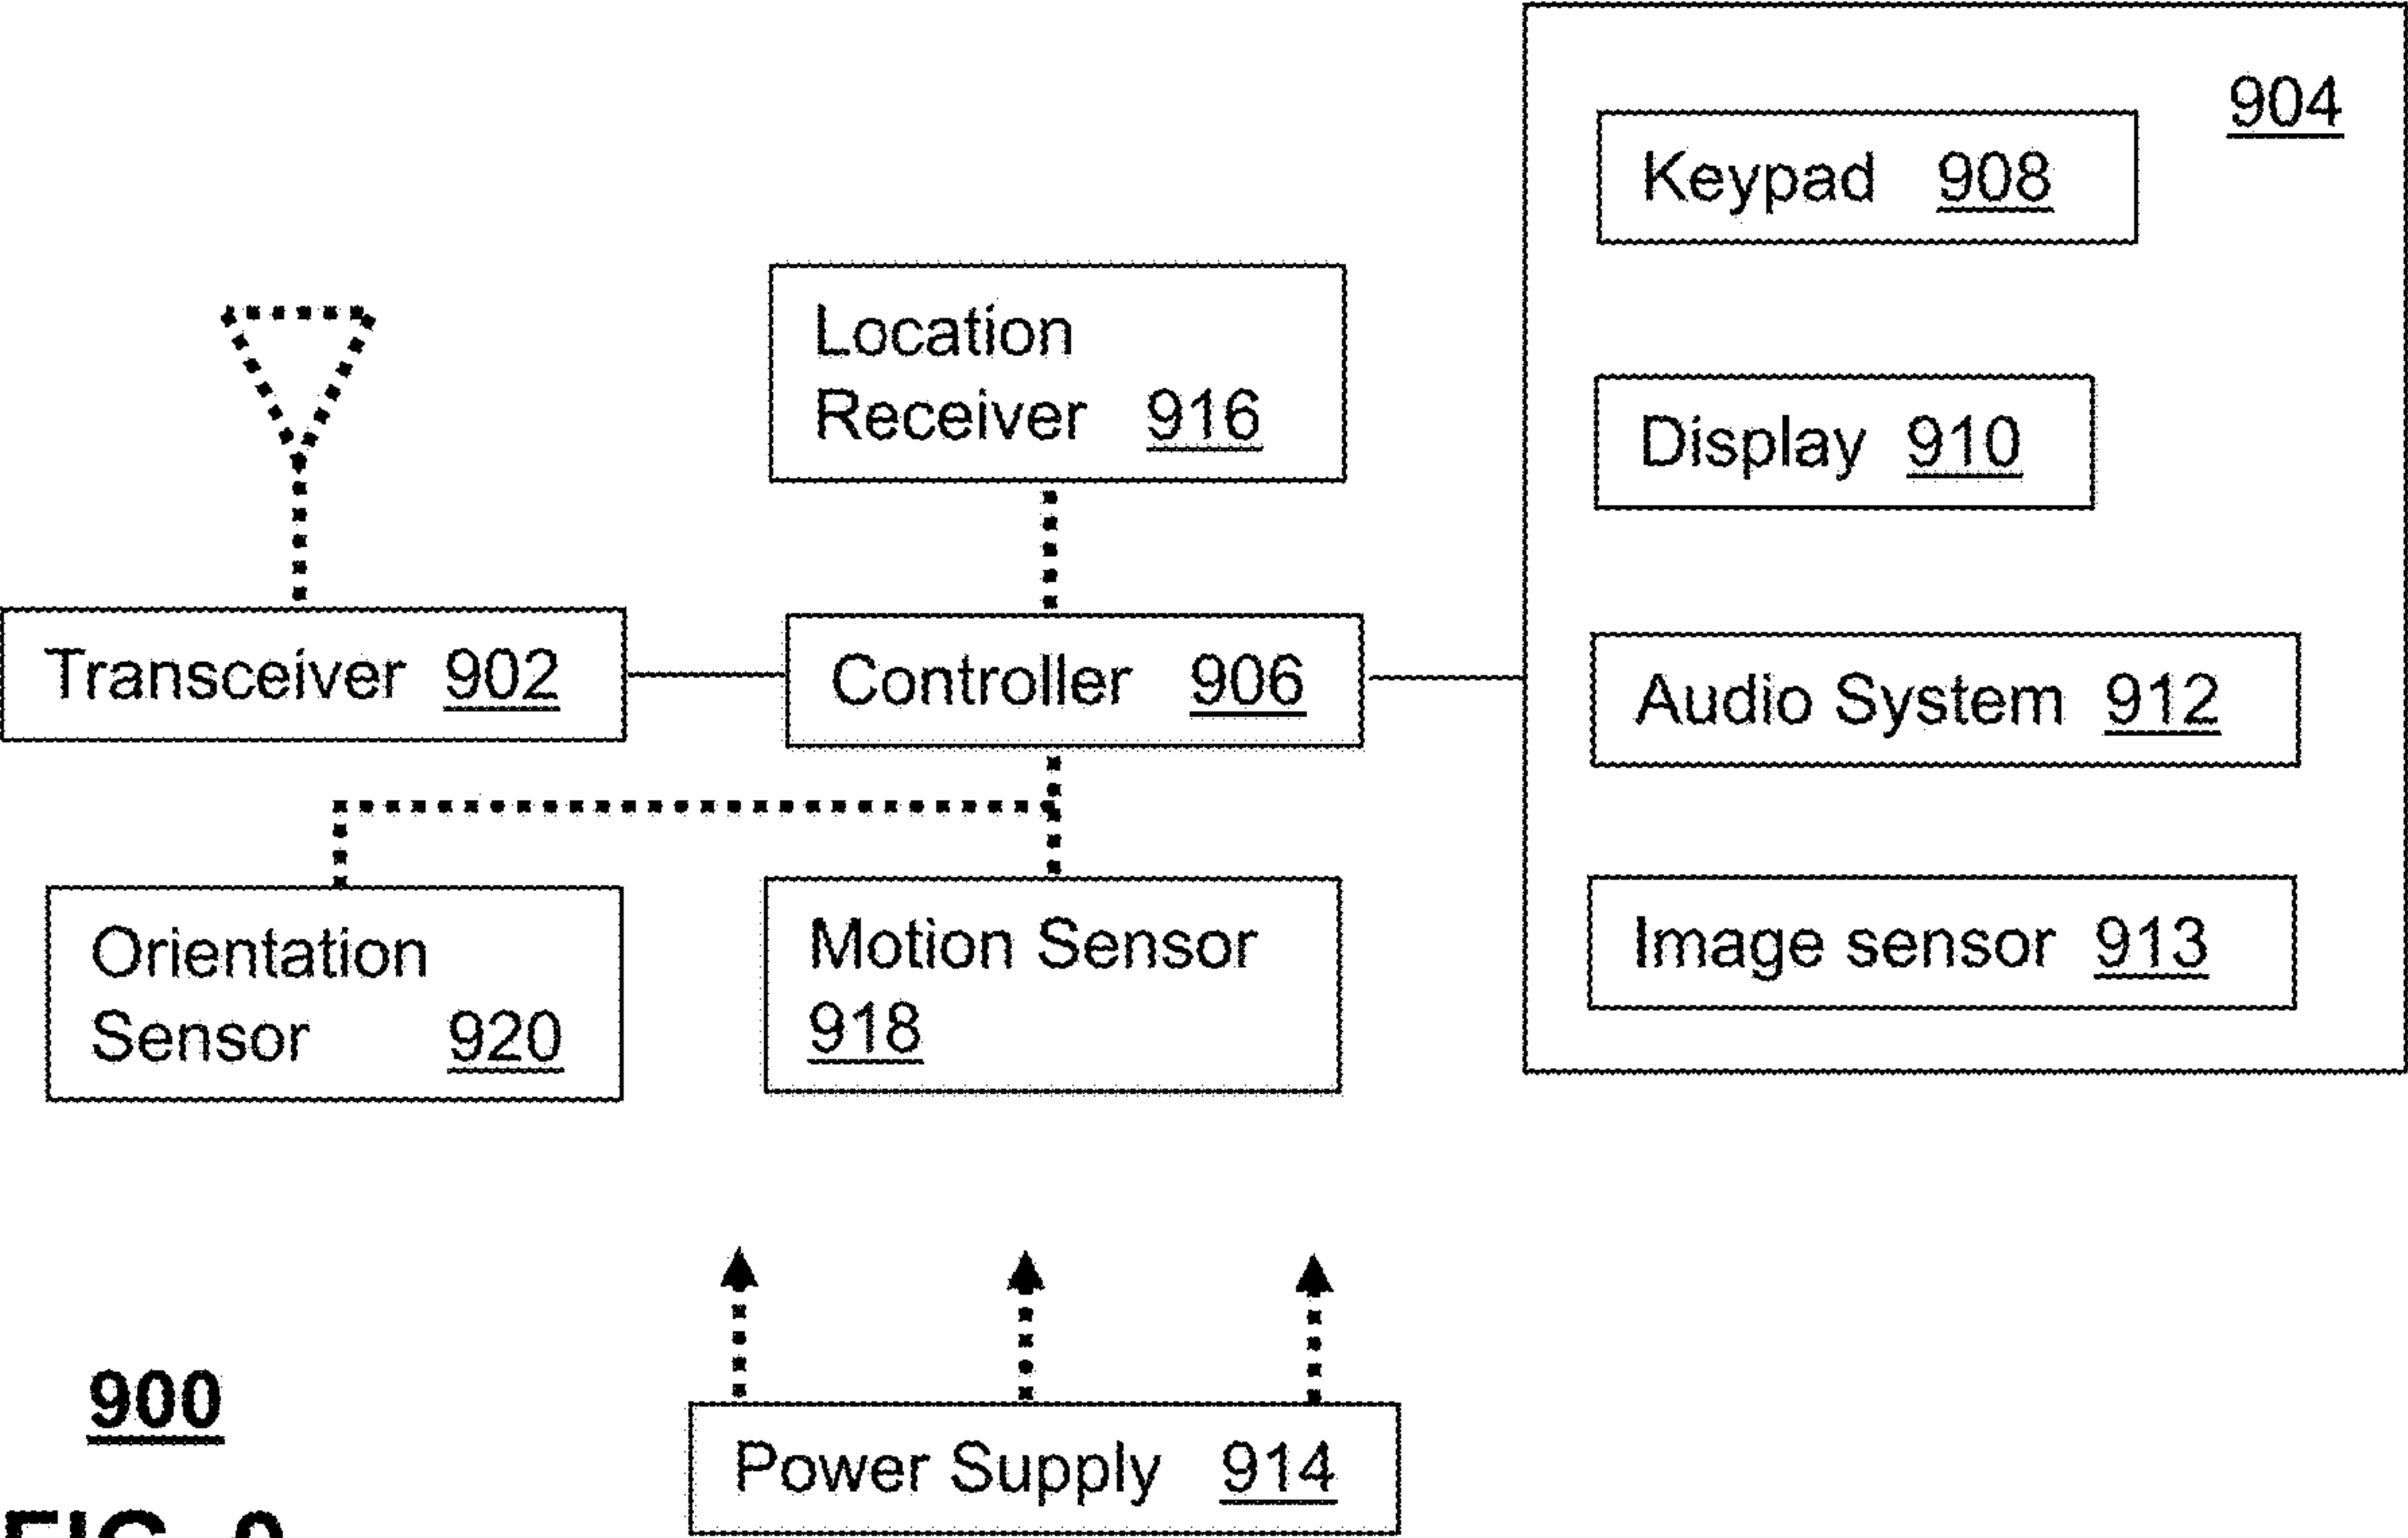 904
Keypad 908
Location
Receiver 916
Display 910
Transceiver 902
Controller 906
Audio System 912
Orientation
Sensor 920
Motion Sensor
918
Image sensor 913
900
Power Supply 914